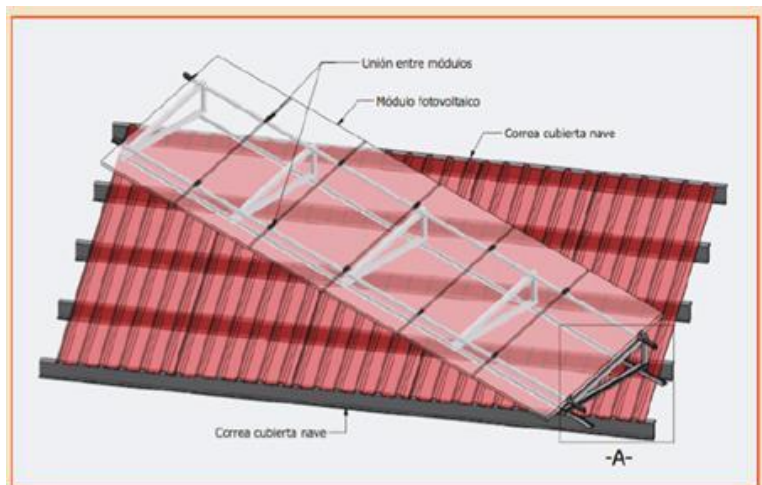 Unión entre módulos
Módulo fotovoltaico
Correa cubierta nave
Correa cubierta nave
-A-